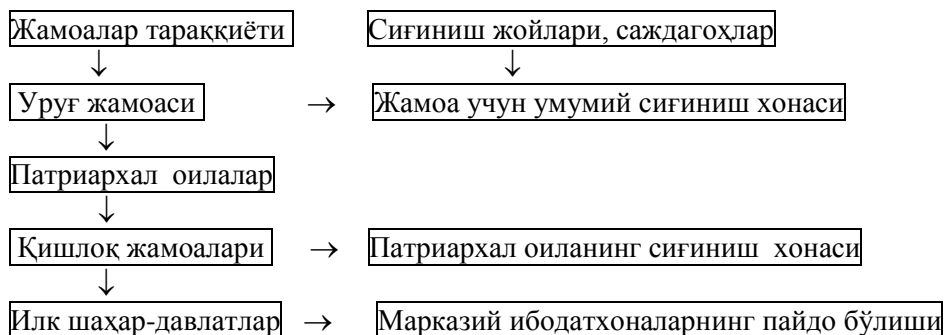 Жамоалар тараққиёти Сиғиниш жойлари, саждагоҳлар
↓ ↓
Уруғ жамоаси → Жамоа учун умумий сиғиниш хонаси
↓
Патриархал оилалар
↓
Қишлоқ жамоалари → Патриархал оиланинг сиғиниш хонаси
↓
Илк шаҳар-давлатлар → Марказий ибодатхоналарнинг пайдо бўлиши